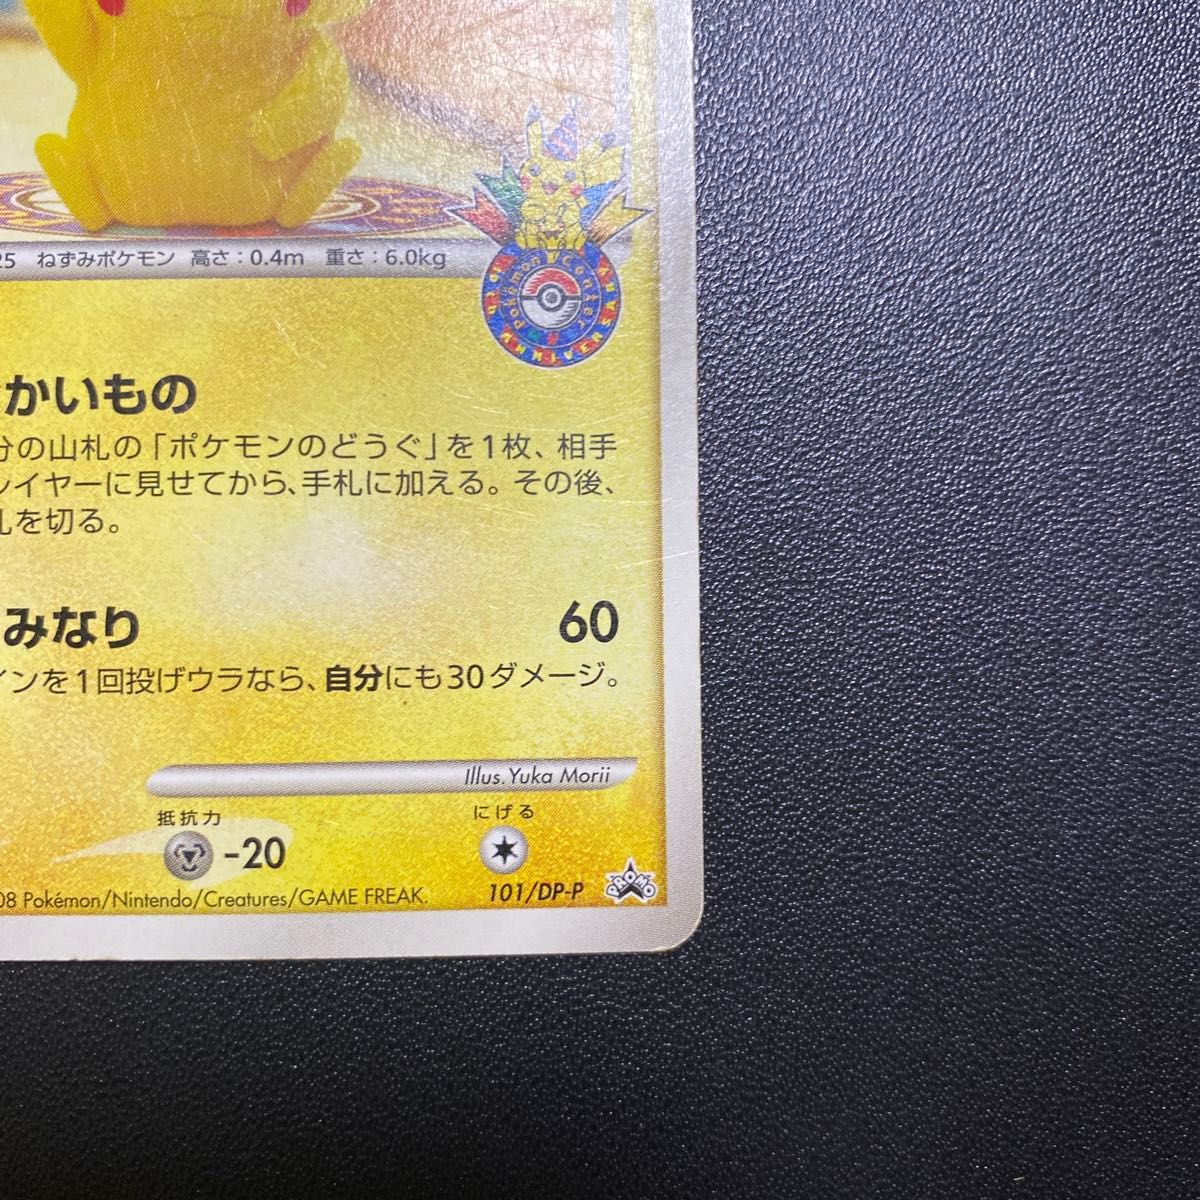 25 ねずみポケモン 高さ:0.4m 重さ:6.0kg
Pokémon Center
10th ANNIVERSARY
かいもの
分の山札の「ポケモンのどうぐ」を1枚、相手
レイヤーに見せてから、手札に加える。その後、
札を切る。
みなり 60
インを1回投げウラなら、自分にも30ダメージ。
Illus. Yuka Morii
抵抗力 にげる
-20
08 Pokémon/Nintendo/Creatures/GAME FREAK. 101/DP-P PROMO